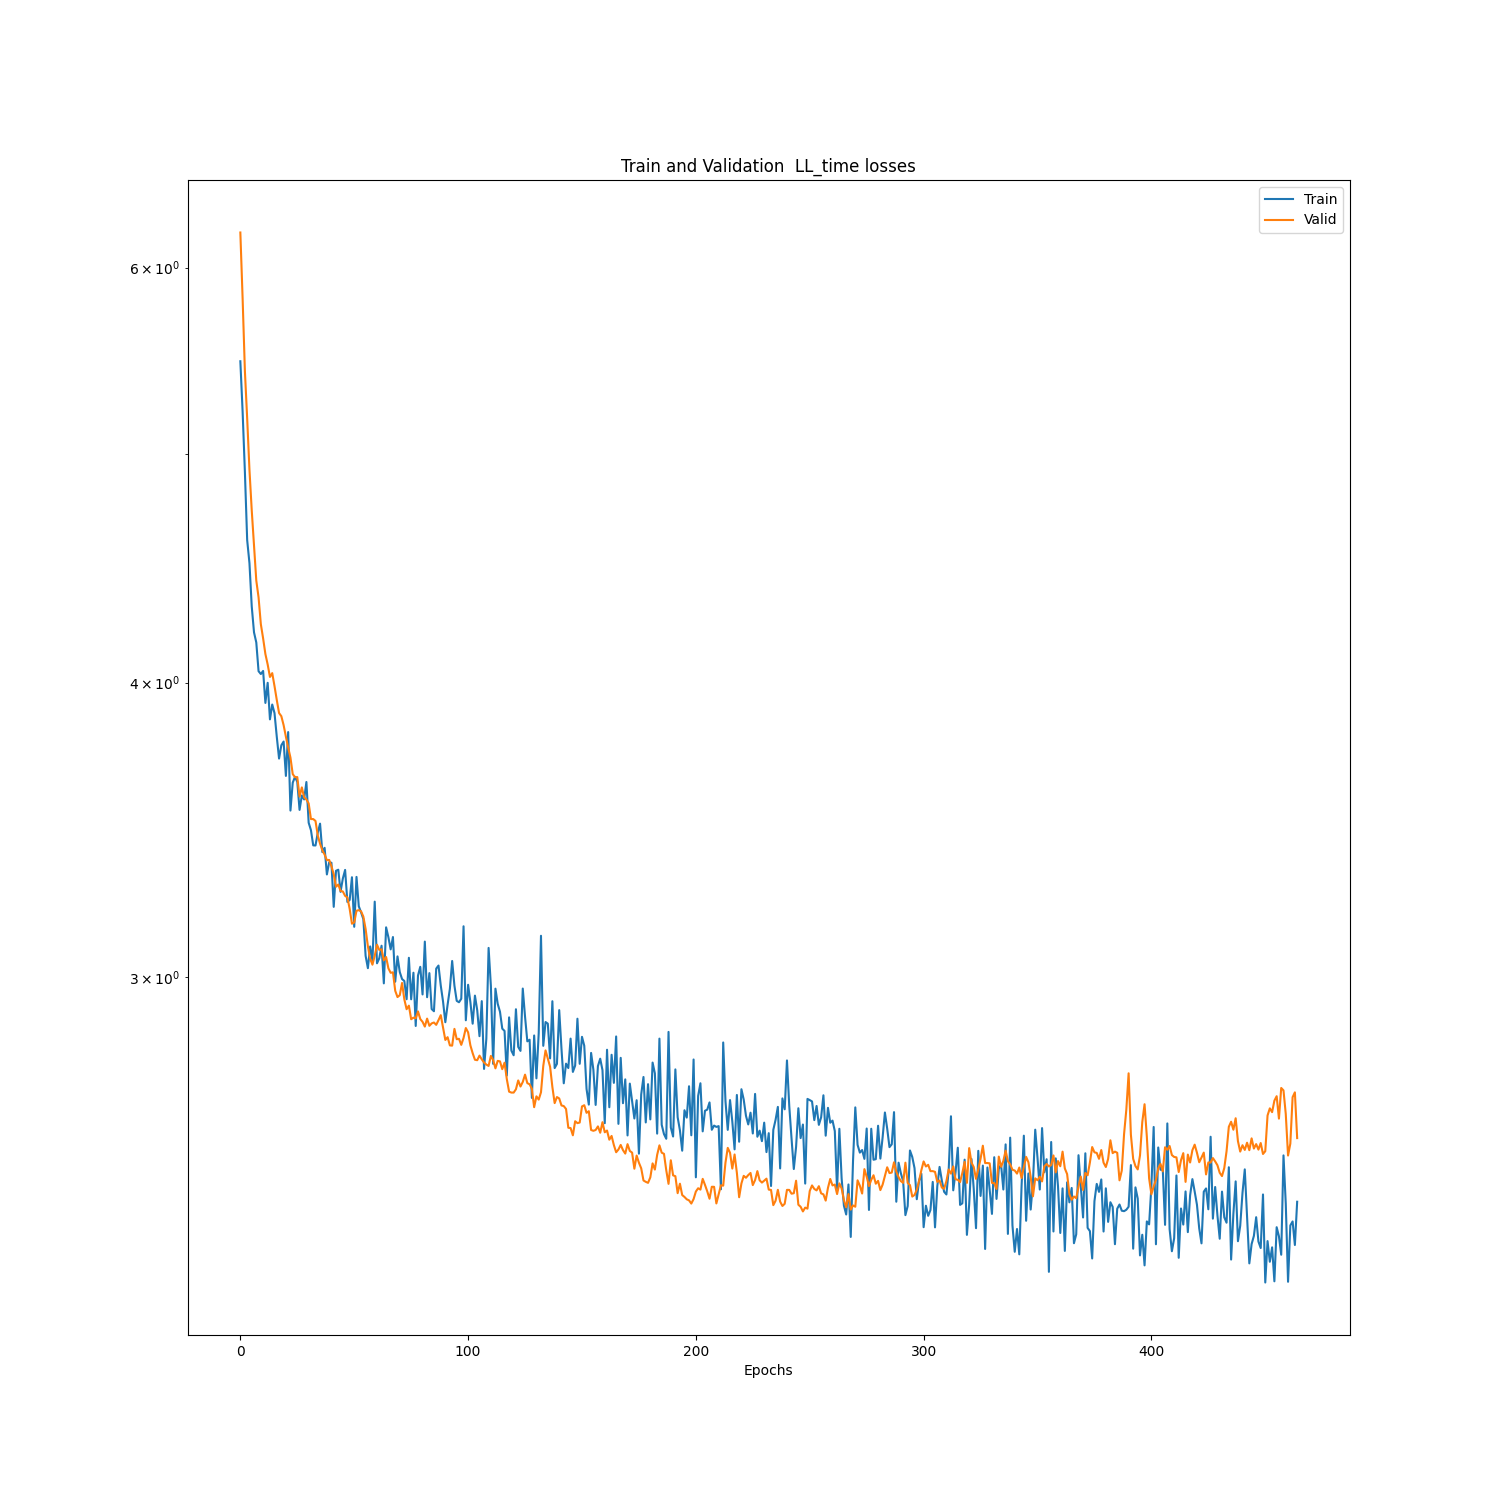 Train and Validation  LL_time losses
Train
Valid
6 × 10⁰
4 × 10⁰
3 × 10⁰
0 100 200 300 400
Epochs